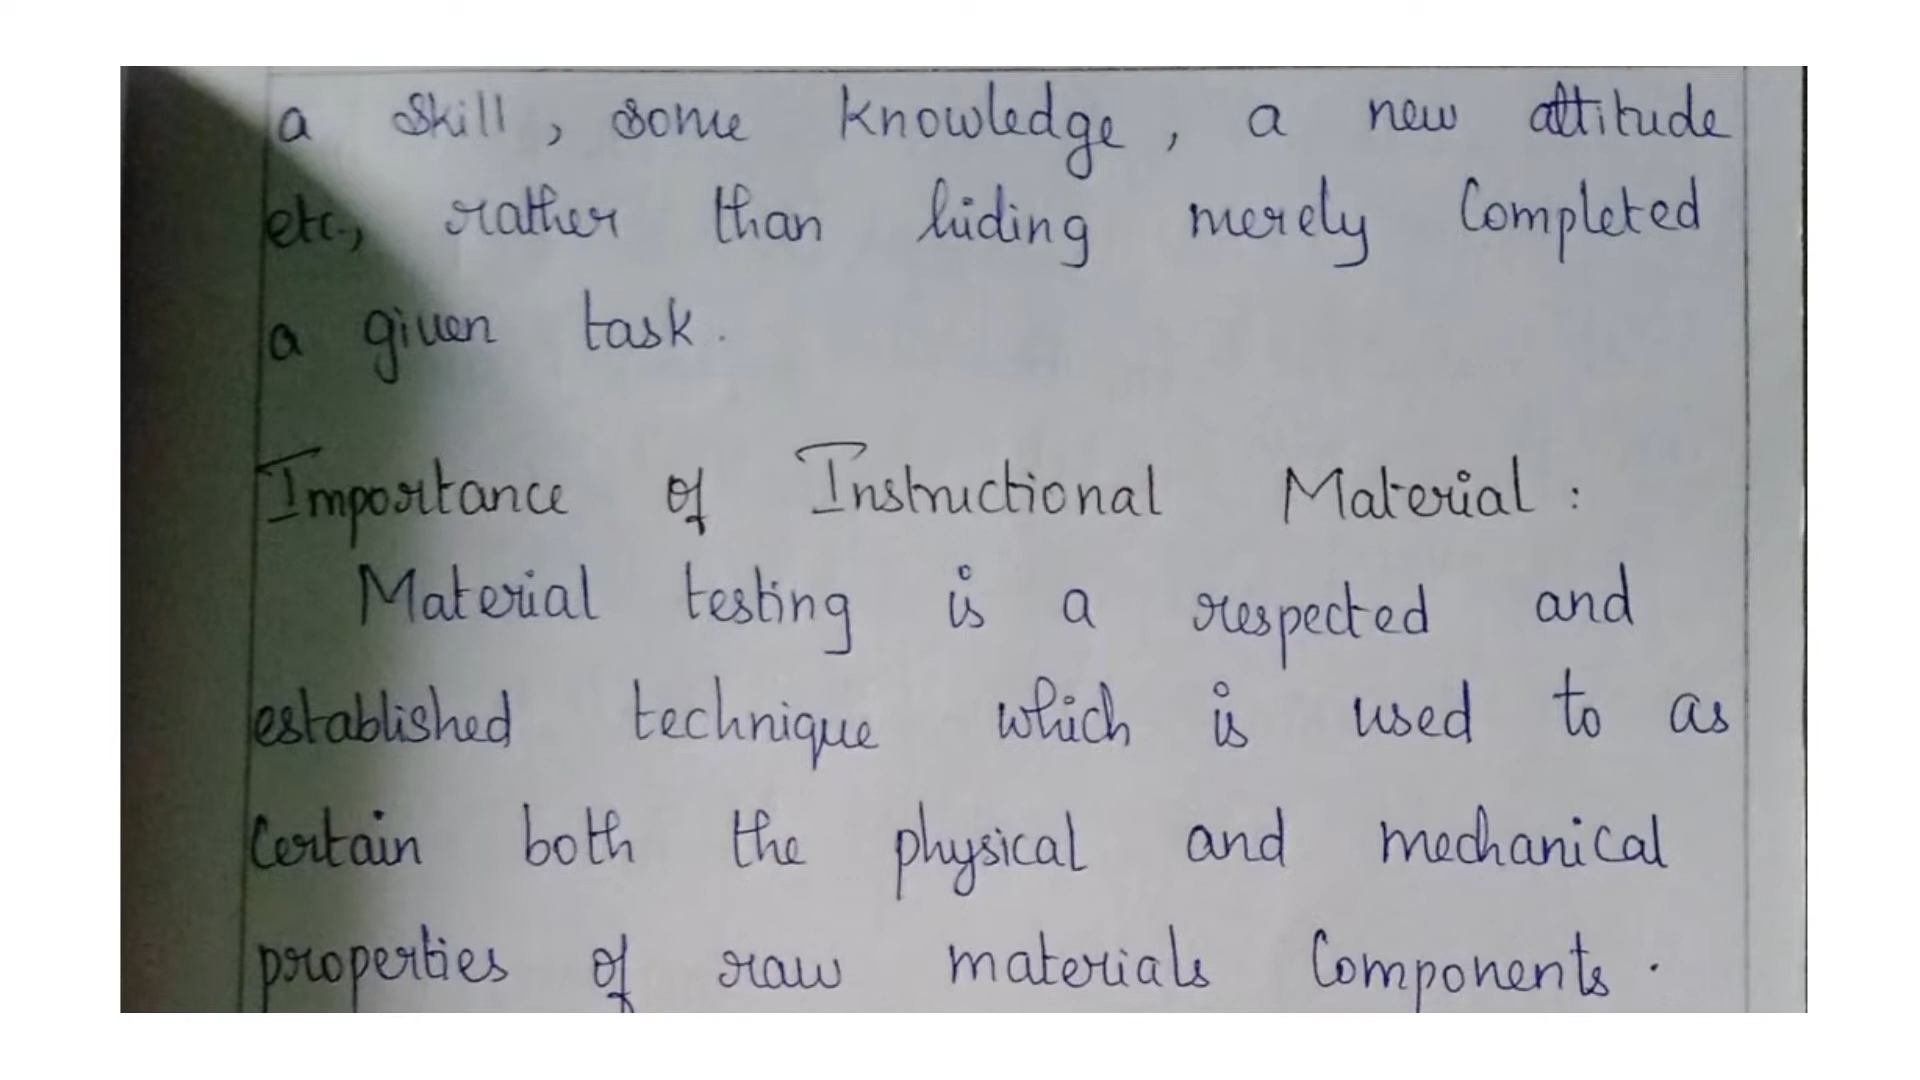 a skill, some knowledge, a new attitude
etc., rather than hiding merely Completed
a given task.
Importance of Instructional Material:
Material testing is a respected and
established technique which is used to as
Certain both the physical and mechanical
properties of raw materials Components.